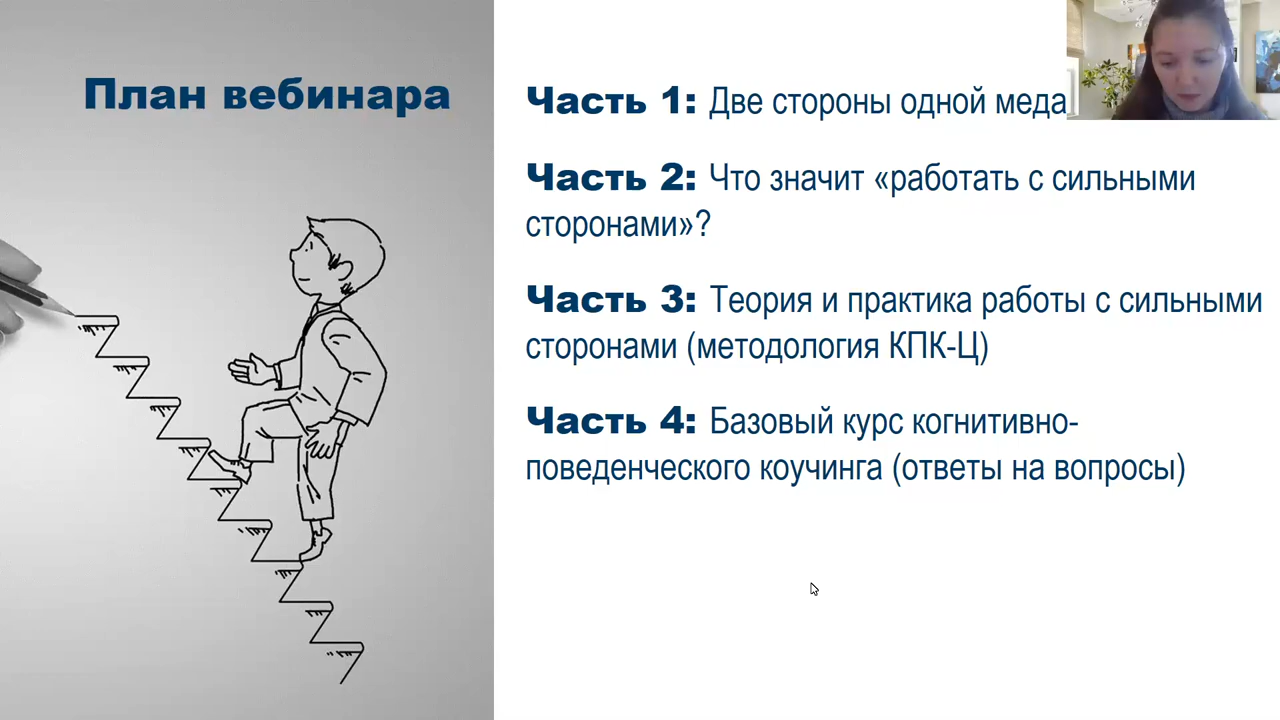 План вебинара
Часть 1: Две стороны одной
Часть 2: Что значит «работать с сильными
сторонами»?
Часть 3: Теория и практика работы с сильными
сторонами (методология КПК-Ц)
Часть 4: Базовый курс когнитивно-
поведенческого коучинга (ответы на вопросы)